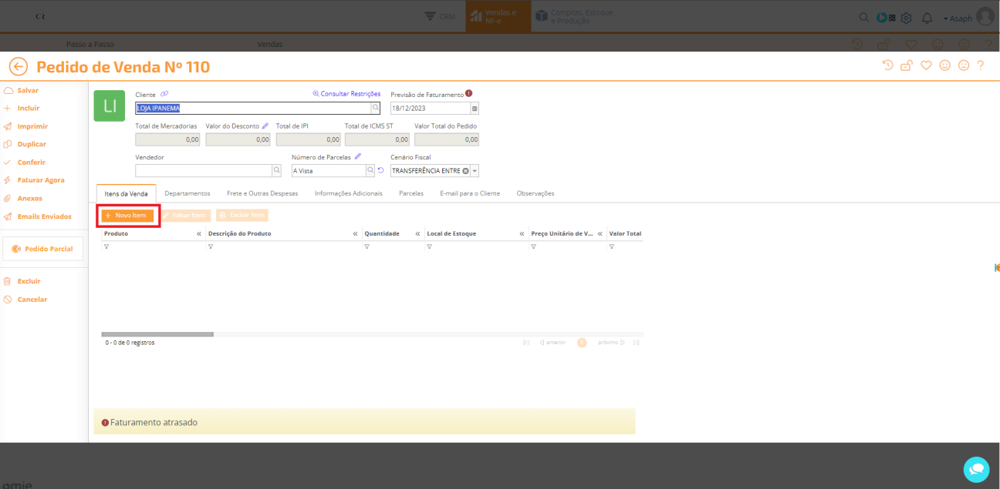 CR
CRM
Vendas e
NF-e
Compras, Estoque
e Produção
Asaph
Passo a Passo
Vendas
Pedido de Venda Nº 110
Salvar
Incluir
Imprimir
Duplicar
Conferir
Faturar Agora
Anexos
Emails Enviados
Pedido Parcial
Excluir
Cancelar
LI
Cliente
Consultar Restrições
Previsão de Faturamento
LOJA IPANEMA
18/12/2023
Total de Mercadorias Valor do Desconto Total de IPI Total de ICMS ST Valor Total do Pedido
0,00 0,00 0,00 0,00 0,00
Vendedor Número de Parcelas Cenário Fiscal
A Vista TRANSFERÊNCIA ENTRE
Itens da Venda Departamentos Frete e Outras Despesas Informações Adicionais Parcelas E-mail para o Cliente Observações
+ Novo Item Editar Item Excluir Item
Produto « Descrição do Produto « Quantidade « Local de Estoque « Preço Unitário de V... « Valor Total
0 - 0 de 0 registros
anterior 1 próximo
Faturamento atrasado
omie